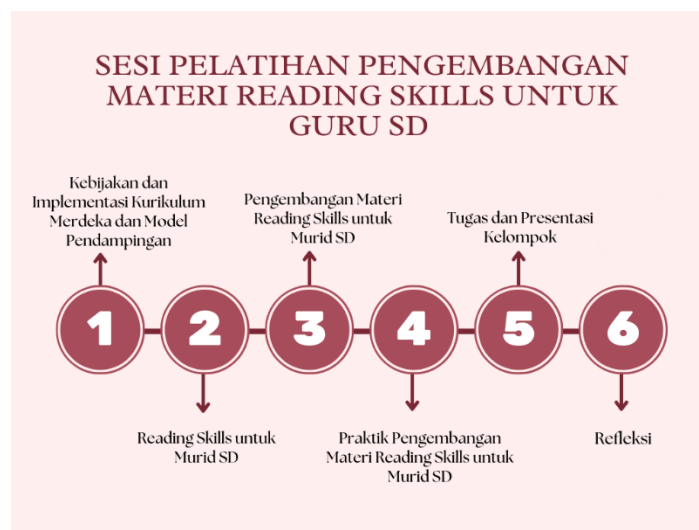 SESI PELATIHAN PENGEMBANGAN
MATERI READING SKILLS UNTUK
GURU SD
Kebijakan dan
Implementasi Kurikulum
Merdeka dan Model
Pendampingan
Pengembangan Materi
Reading Skills untuk
Murid SD
Tugas dan Presentasi
Kelompok
1
2
3
4
5
6
Reading Skills untuk
Murid SD
Praktik Pengembangan
Materi Reading Skills untuk
Murid SD
Refleksi